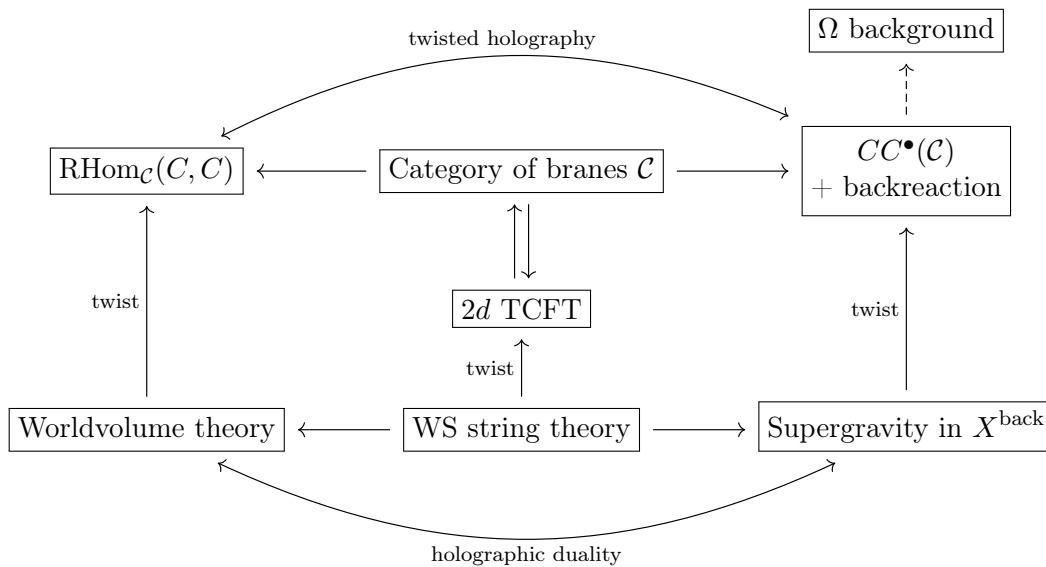 Ω background
twisted holography
RHom_𝒞(C, C)
Category of branes 𝒞
CC^•(𝒞)
+ backreaction
twist
2d TCFT
twist
twist
Worldvolume theory
WS string theory
Supergravity in X^back
holographic duality